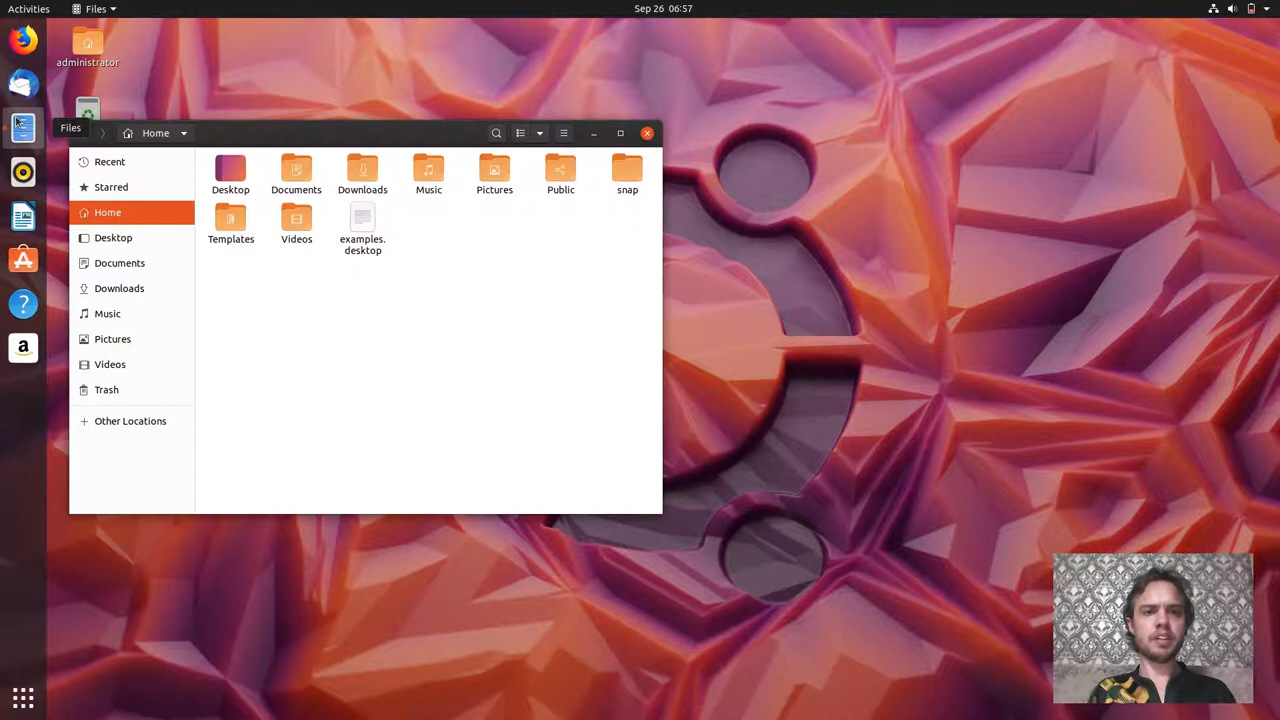 Activities
Files
Sep 26 06:57
administrator
Files
Home
Recent
Starred
Home
Desktop
Documents
Downloads
Music
Pictures
Videos
Trash
Other Locations
Desktop
Documents
Downloads
Music
Pictures
Public
snap
Templates
Videos
examples.
desktop